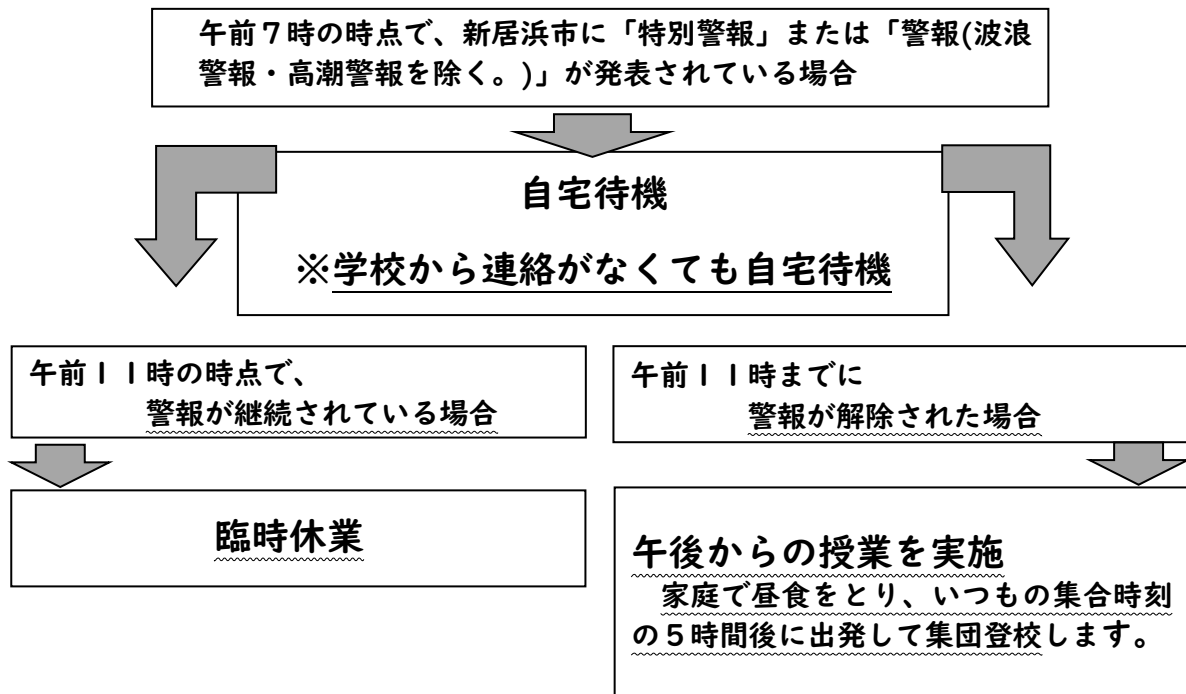 午前７時の時点で、新居浜市に「特別警報」または「警報(波浪
警報・高潮警報を除く。)」が発表されている場合
自宅待機
※学校から連絡がなくても自宅待機
午前１１時の時点で、
警報が継続されている場合
臨時休業
午前１１時までに
警報が解除された場合
午後からの授業を実施
家庭で昼食をとり、いつもの集合時刻
の５時間後に出発して集団登校します。